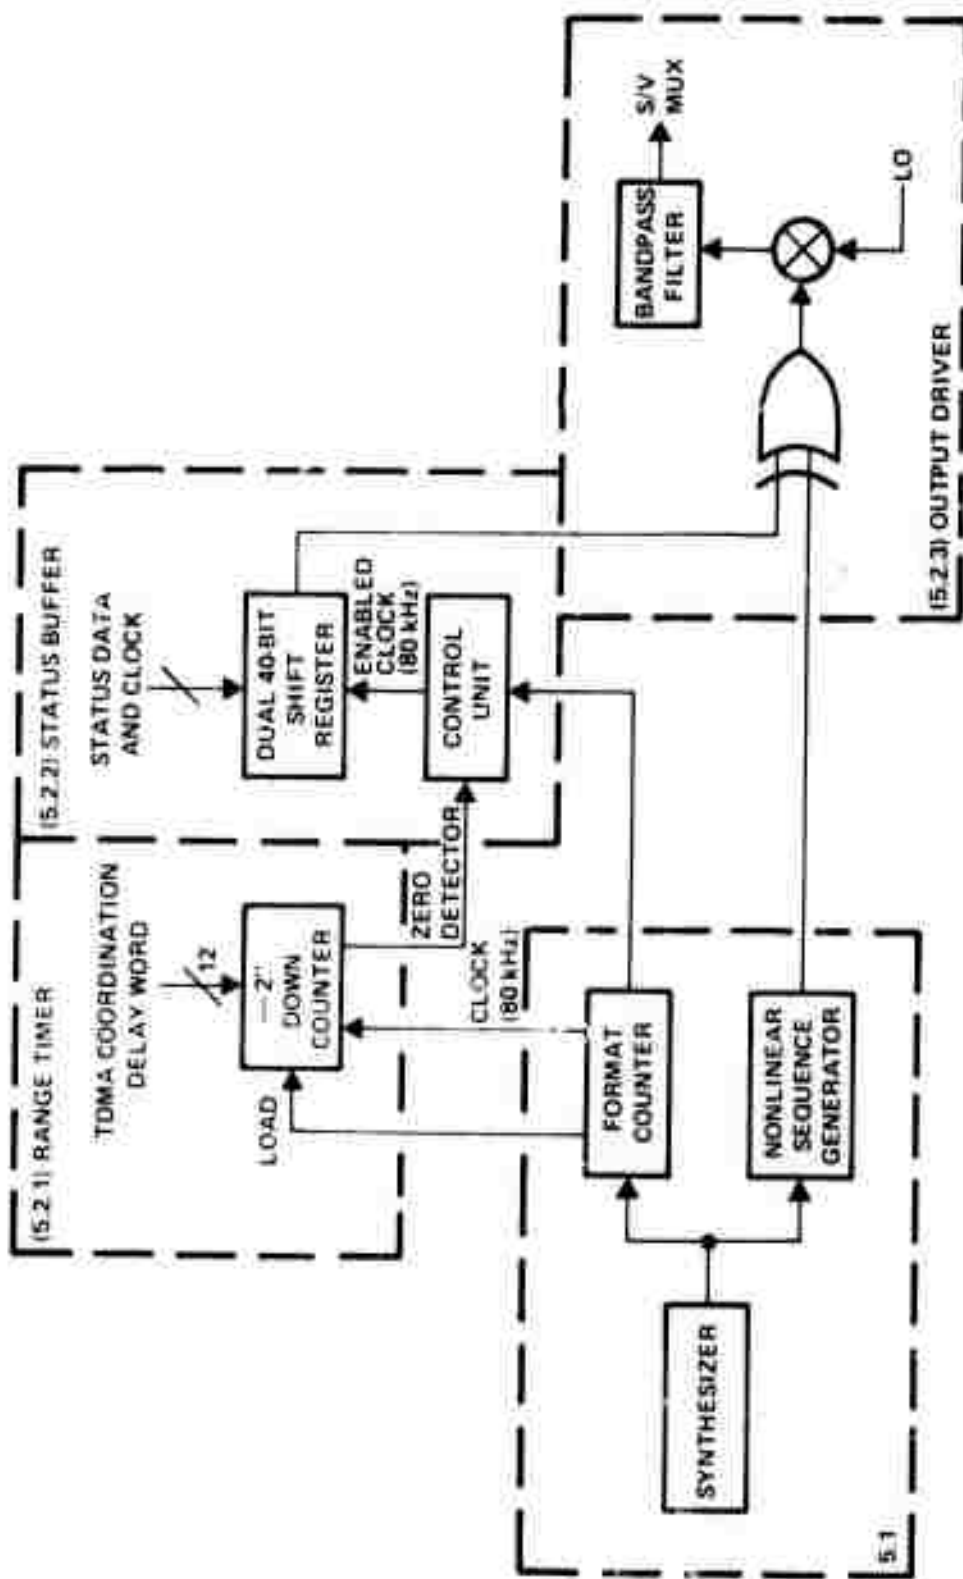 (5.2.1) RANGE TIMER
TDMA COORDINATION
DELAY WORD
12
LOAD
—2"
DOWN
COUNTER
(5.2.2) STATUS BUFFER
STATUS DATA
AND CLOCK
DUAL 40-BIT
SHIFT
REGISTER
ENABLED
CLOCK
(80 kHz)
CONTROL
UNIT
ZERO
DETECTOR
CLOCK
(80 kHz)
FORMAT
COUNTER
NONLINEAR
SEQUENCE
GENERATOR
SYNTHESIZER
5.1
BANDPASS
FILTER
S/V
MUX
LO
(5.2.3) OUTPUT DRIVER